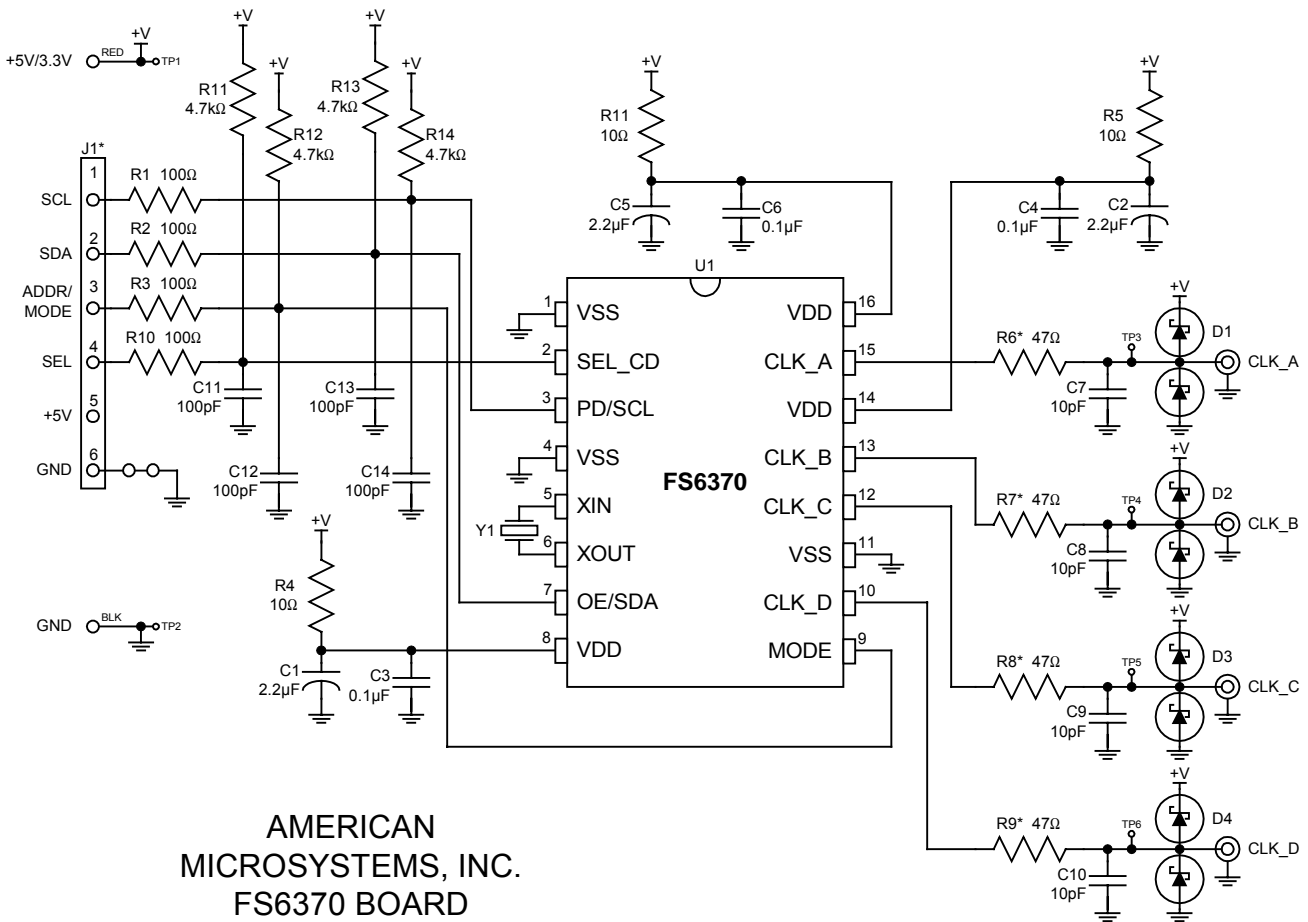 +V
+5V/3.3V
RED
TP1
+V
R11
4.7kΩ
+V
R12
4.7kΩ
+V
R13
4.7kΩ
+V
R14
4.7kΩ
J1*
1
SCL
R1 100Ω
2
SDA
R2 100Ω
3
ADDR/
MODE
R3 100Ω
4
SEL
R10 100Ω
5
+5V
6
GND
C11
100pF
C12
100pF
C13
100pF
C14
100pF
+V
R4
10Ω
C1
2.2µF
C3
0.1µF
GND
BLK
TP2
+V
R11
10Ω
C5
2.2µF
C6
0.1µF
+V
R5
10Ω
C4
0.1µF
C2
2.2µF
U1
FS6370
1
VSS
2
SEL_CD
3
PD/SCL
4
VSS
5
XIN
Y1
6
XOUT
7
OE/SDA
8
VDD
VDD
16
CLK_A
15
VDD
14
CLK_B
13
CLK_C
12
VSS
11
CLK_D
10
MODE
9
R6* 47Ω
TP3
C7
10pF
+V
D1
CLK_A
R7* 47Ω
TP4
C8
10pF
+V
D2
CLK_B
R8* 47Ω
TP5
C9
10pF
+V
D3
CLK_C
R9* 47Ω
TP6
C10
10pF
+V
D4
CLK_D
AMERICAN
MICROSYSTEMS, INC.
FS6370 BOARD